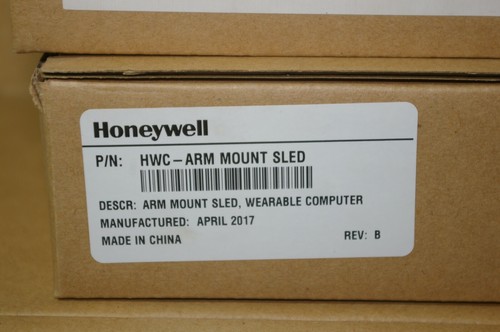 Honeywell
P/N: HWC-ARM MOUNT SLED
DESCR: ARM MOUNT SLED, WEARABLE COMPUTER
MANUFACTURED: APRIL 2017
MADE IN CHINA REV: B